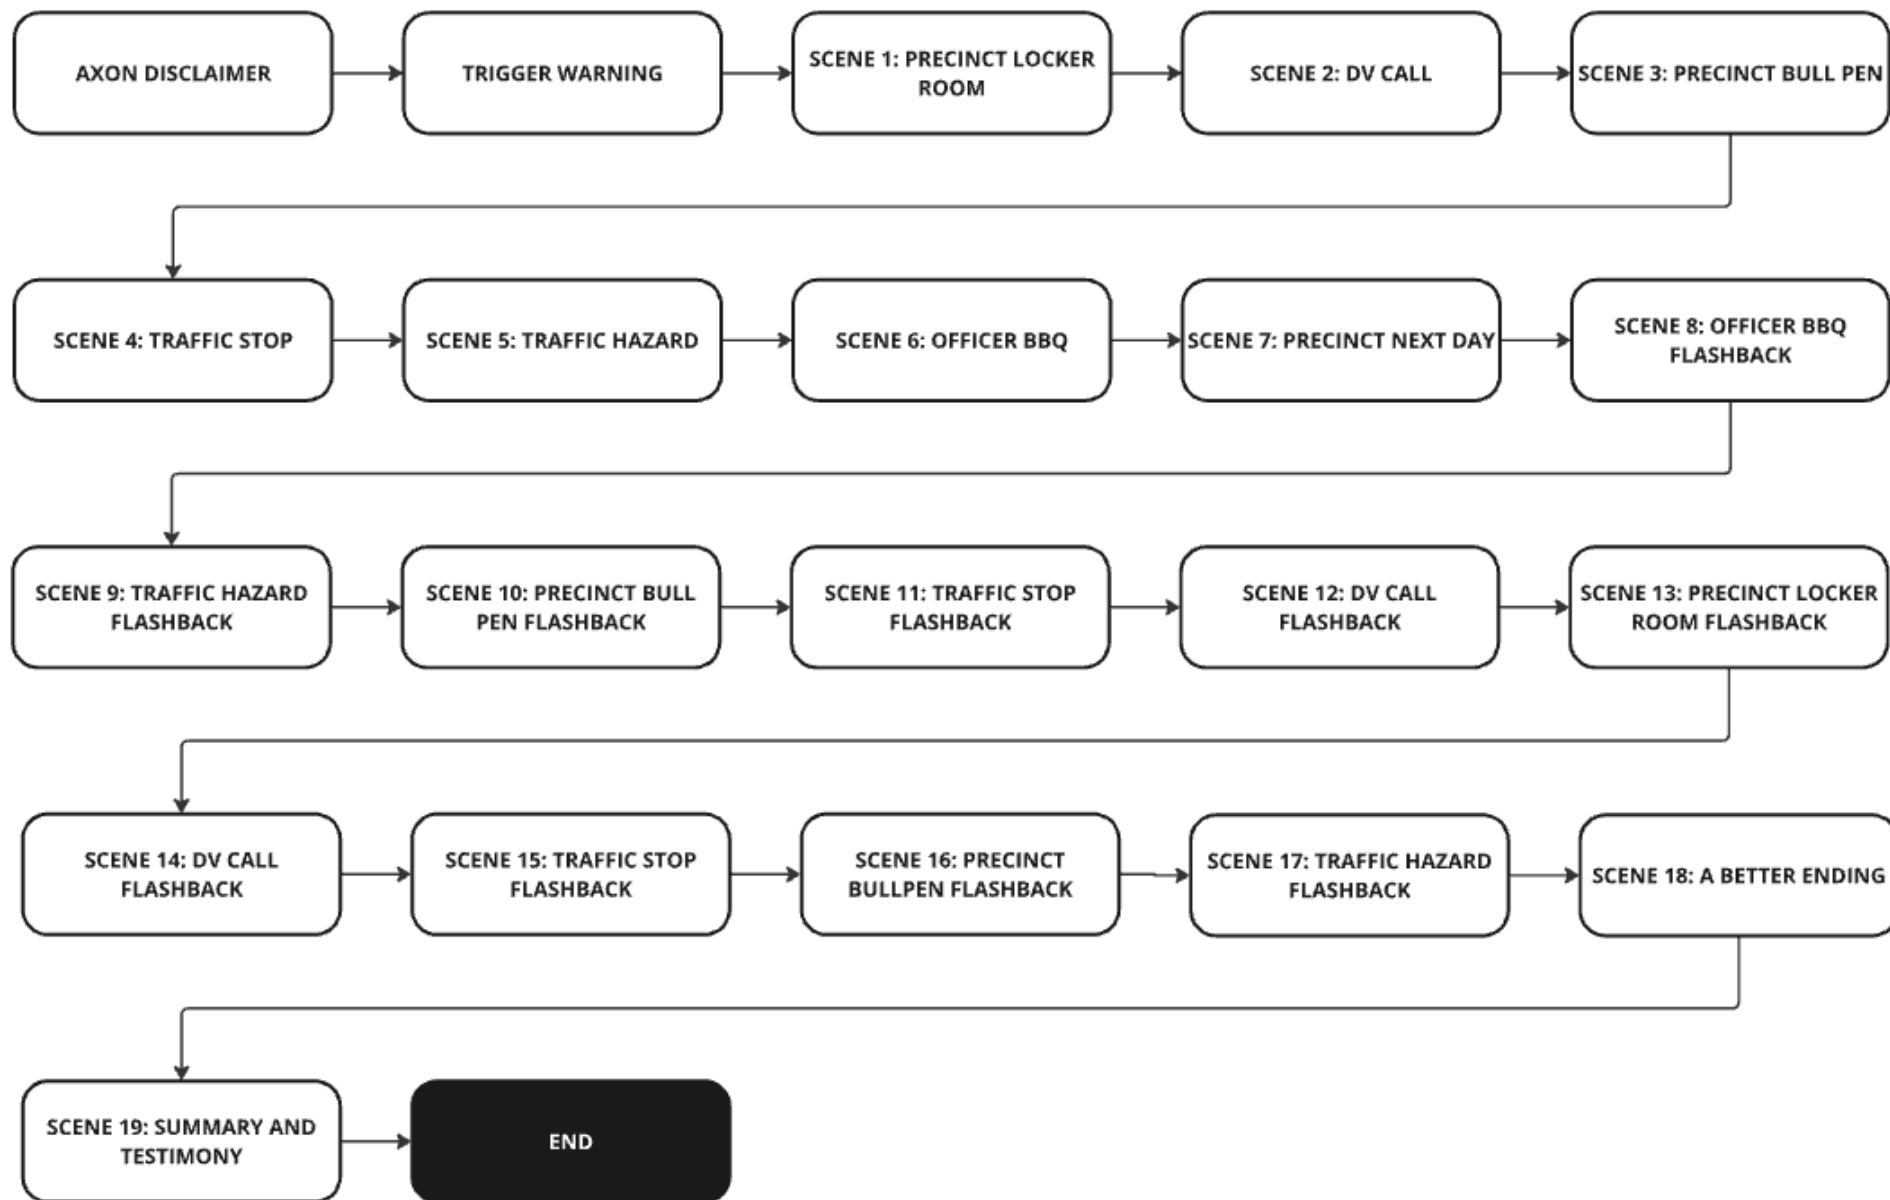 AXON DISCLAIMER
TRIGGER WARNING
SCENE 1: PRECINCT LOCKER
ROOM
SCENE 2: DV CALL
SCENE 3: PRECINCT BULL PEN
SCENE 4: TRAFFIC STOP
SCENE 5: TRAFFIC HAZARD
SCENE 6: OFFICER BBQ
SCENE 7: PRECINCT NEXT DAY
SCENE 8: OFFICER BBQ
FLASHBACK
SCENE 9: TRAFFIC HAZARD
FLASHBACK
SCENE 10: PRECINCT BULL
PEN FLASHBACK
SCENE 11: TRAFFIC STOP
FLASHBACK
SCENE 12: DV CALL
FLASHBACK
SCENE 13: PRECINCT LOCKER
ROOM FLASHBACK
SCENE 14: DV CALL
FLASHBACK
SCENE 15: TRAFFIC STOP
FLASHBACK
SCENE 16: PRECINCT
BULLPEN FLASHBACK
SCENE 17: TRAFFIC HAZARD
FLASHBACK
SCENE 18: A BETTER ENDING
SCENE 19: SUMMARY AND
TESTIMONY
END